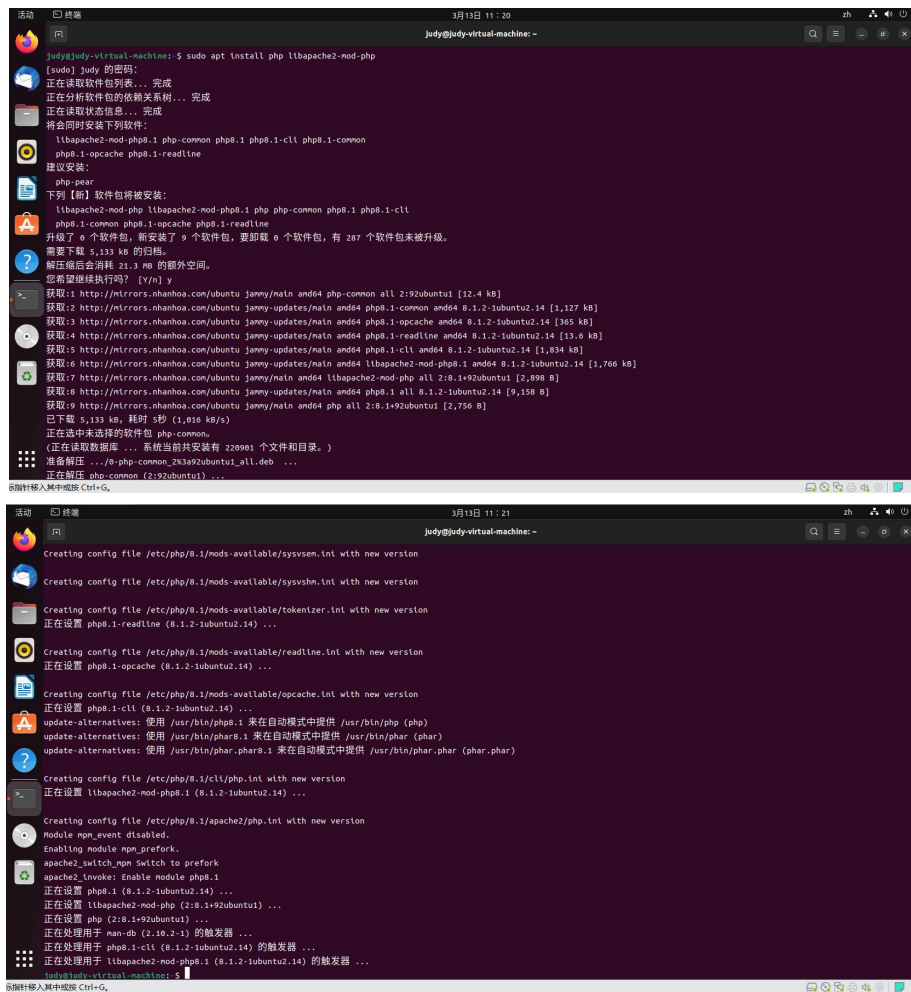 活动 终端 3月13日 11：20 zh
judy@judy-virtual-machine: ~
judy@judy-virtual-machine:~$ sudo apt install php libapache2-mod-php
[sudo] judy 的密码：
正在读取软件包列表... 完成
正在分析软件包的依赖关系树... 完成
正在读取状态信息... 完成
将会同时安装下列软件：
libapache2-mod-php8.1 php-common php8.1 php8.1-cli php8.1-common
php8.1-opcache php8.1-readline
建议安装：
php-pear
下列【新】软件包将被安装：
libapache2-mod-php libapache2-mod-php8.1 php php-common php8.1 php8.1-cli
php8.1-common php8.1-opcache php8.1-readline
升级了 0 个软件包，新安装了 9 个软件包，要卸载 0 个软件包，有 287 个软件包未被升级。
需要下载 5,133 kB 的归档。
解压缩后会消耗 21.3 MB 的额外空间。
您希望继续执行吗？ [Y/n] y
获取:1 http://mirrors.nhanhoa.com/ubuntu jammy/main amd64 php-common all 2:92ubuntu1 [12.4 kB]
获取:2 http://mirrors.nhanhoa.com/ubuntu jammy-updates/main amd64 php8.1-common amd64 8.1.2-1ubuntu2.14 [1,127 kB]
获取:3 http://mirrors.nhanhoa.com/ubuntu jammy-updates/main amd64 php8.1-opcache amd64 8.1.2-1ubuntu2.14 [365 kB]
获取:4 http://mirrors.nhanhoa.com/ubuntu jammy-updates/main amd64 php8.1-readline amd64 8.1.2-1ubuntu2.14 [13.6 kB]
获取:5 http://mirrors.nhanhoa.com/ubuntu jammy-updates/main amd64 php8.1-cli amd64 8.1.2-1ubuntu2.14 [1,834 kB]
获取:6 http://mirrors.nhanhoa.com/ubuntu jammy-updates/main amd64 libapache2-mod-php8.1 amd64 8.1.2-1ubuntu2.14 [1,766 kB]
获取:7 http://mirrors.nhanhoa.com/ubuntu jammy/main amd64 libapache2-mod-php all 2:8.1+92ubuntu1 [2,898 B]
获取:8 http://mirrors.nhanhoa.com/ubuntu jammy-updates/main amd64 php8.1 all 8.1.2-1ubuntu2.14 [9,158 B]
获取:9 http://mirrors.nhanhoa.com/ubuntu jammy/main amd64 php all 2:8.1+92ubuntu1 [2,756 B]
已下载 5,133 kB，耗时 5秒 (1,016 kB/s)
正在选中未选择的软件包 php-common。
(正在读取数据库 ... 系统当前共安装有 220901 个文件和目录。)
准备解压 .../0-php-common_2%3a92ubuntu1_all.deb ...
正在解压 php-common (2:92ubuntu1) ...
示指针移入其中或按 Ctrl+G。
活动 终端 3月13日 11：21 zh
judy@judy-virtual-machine: ~
Creating config file /etc/php/8.1/mods-available/sysvsem.ini with new version
Creating config file /etc/php/8.1/mods-available/sysvshm.ini with new version
Creating config file /etc/php/8.1/mods-available/tokenizer.ini with new version
正在设置 php8.1-readline (8.1.2-1ubuntu2.14) ...
Creating config file /etc/php/8.1/mods-available/readline.ini with new version
正在设置 php8.1-opcache (8.1.2-1ubuntu2.14) ...
Creating config file /etc/php/8.1/mods-available/opcache.ini with new version
正在设置 php8.1-cli (8.1.2-1ubuntu2.14) ...
update-alternatives: 使用 /usr/bin/php8.1 来在自动模式中提供 /usr/bin/php (php)
update-alternatives: 使用 /usr/bin/phar8.1 来在自动模式中提供 /usr/bin/phar (phar)
update-alternatives: 使用 /usr/bin/phar.phar8.1 来在自动模式中提供 /usr/bin/phar.phar (phar.phar)
Creating config file /etc/php/8.1/cli/php.ini with new version
正在设置 libapache2-mod-php8.1 (8.1.2-1ubuntu2.14) ...
Creating config file /etc/php/8.1/apache2/php.ini with new version
Module mpm_event disabled.
Enabling module mpm_prefork.
apache2_switch_mpm Switch to prefork
apache2_invoke: Enable module php8.1
正在设置 php8.1 (8.1.2-1ubuntu2.14) ...
正在设置 libapache2-mod-php (2:8.1+92ubuntu1) ...
正在设置 php (2:8.1+92ubuntu1) ...
正在处理用于 man-db (2.10.2-1) 的触发器 ...
正在处理用于 php8.1-cli (8.1.2-1ubuntu2.14) 的触发器 ...
正在处理用于 libapache2-mod-php8.1 (8.1.2-1ubuntu2.14) 的触发器 ...
judy@judy-virtual-machine:~$
示指针移入其中或按 Ctrl+G。